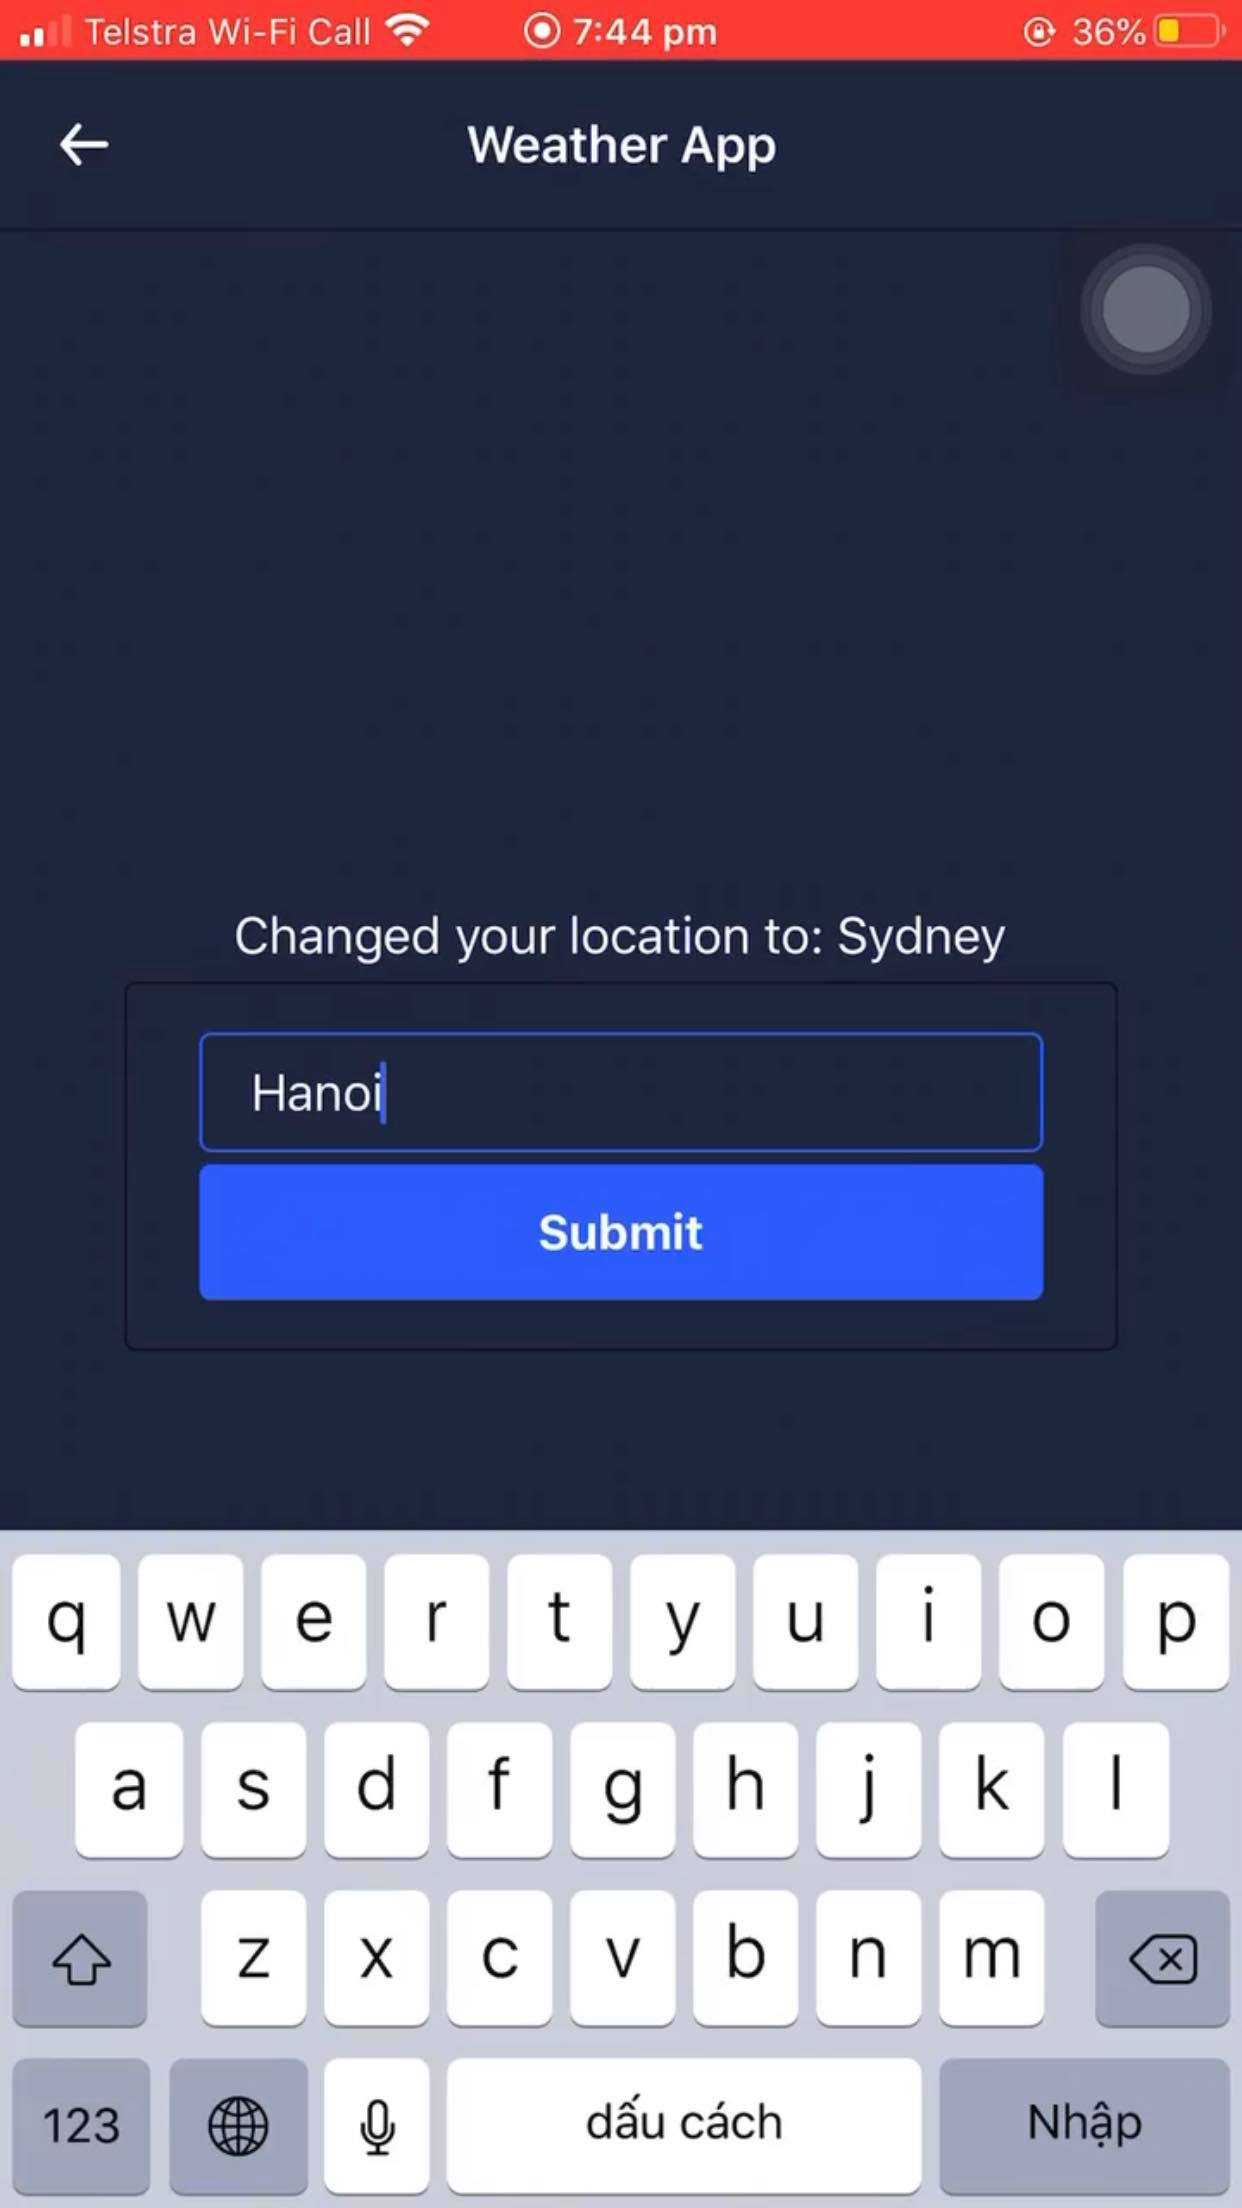 Telstra Wi-Fi Call 7:44 pm 36%
Weather App
Changed your location to: Sydney
Hanoi
Submit
q w e r t y u i o p
a s d f g h j k l
z x c v b n m
123 dấu cách Nhập